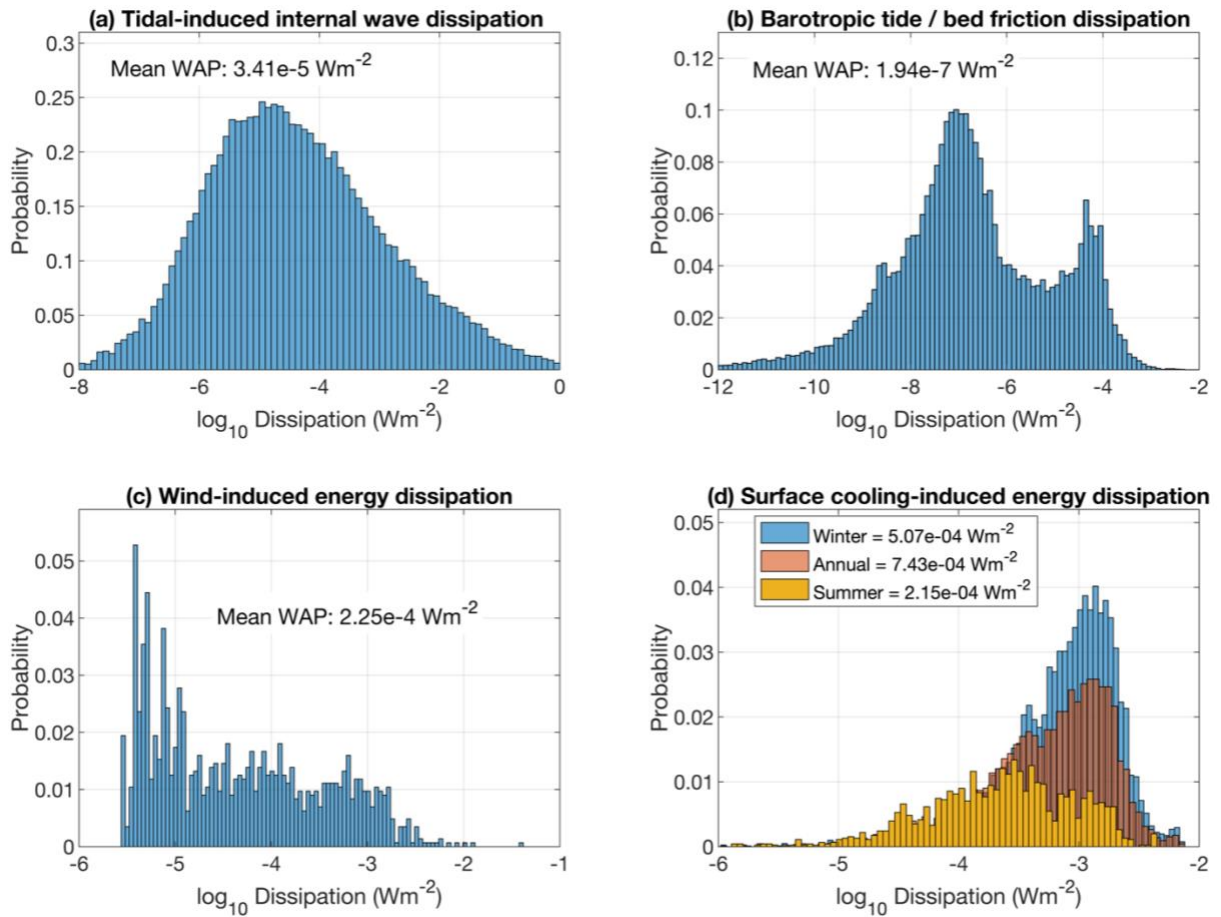 (a) Tidal-induced internal wave dissipation
0.3
0.25
0.2
0.15
0.1
0.05
0
Probability
Mean WAP: 3.41e-5 Wm⁻²
-8 -6 -4 -2 0
log₁₀ Dissipation (Wm⁻²)
(b) Barotropic tide / bed friction dissipation
0.12
0.1
0.08
0.06
0.04
0.02
0
Probability
Mean WAP: 1.94e-7 Wm⁻²
-12 -10 -8 -6 -4 -2
log₁₀ Dissipation (Wm⁻²)
(c) Wind-induced energy dissipation
0.05
0.04
0.03
0.02
0.01
0
Probability
Mean WAP: 2.25e-4 Wm⁻²
-6 -5 -4 -3 -2 -1
log₁₀ Dissipation (Wm⁻²)
(d) Surface cooling-induced energy dissipation
0.05
0.04
0.03
0.02
0.01
0
Probability
Winter = 5.07e-04 Wm⁻²
Annual = 7.43e-04 Wm⁻²
Summer = 2.15e-04 Wm⁻²
-6 -5 -4 -3 -2
log₁₀ Dissipation (Wm⁻²)